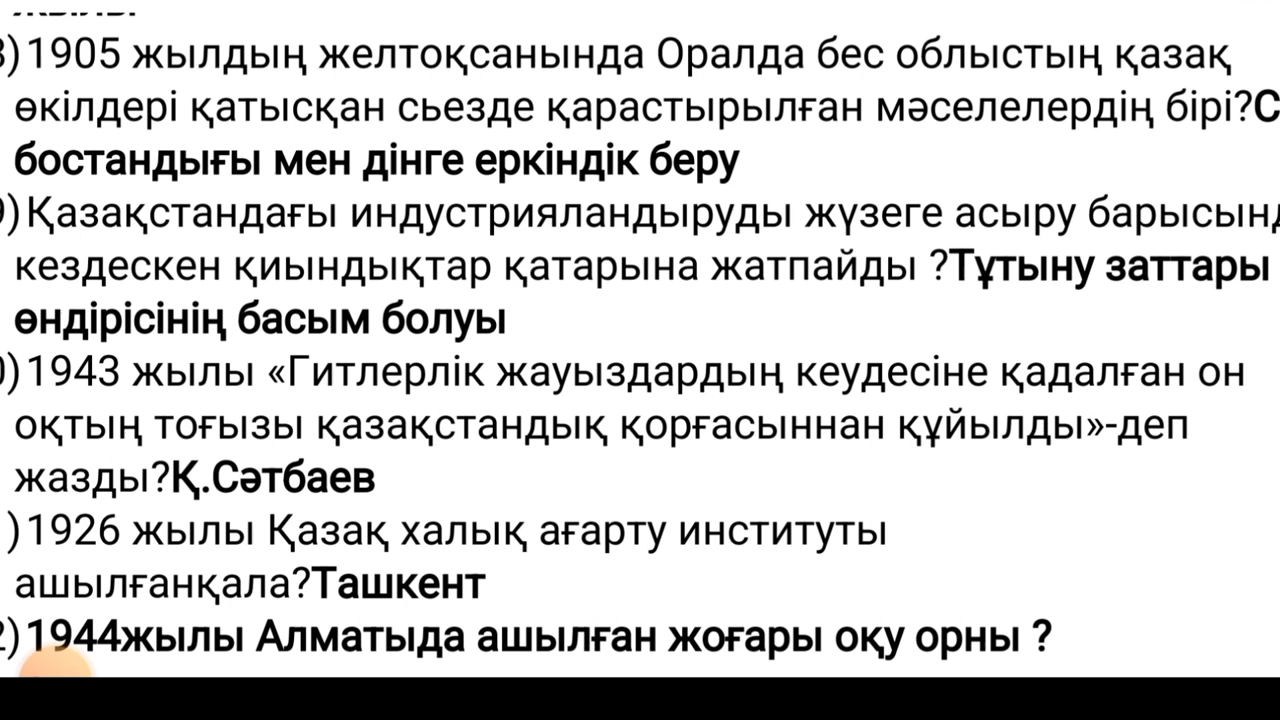 ) 1905 жылдың желтоқсанында Оралда бес облыстың қазақ
өкілдері қатысқан сьезде қарастырылған мәселелердің бірі?С
бостандығы мен дінге еркіндік беру
) Қазақстандағы индустрияландыруды жүзеге асыру барысынд
кездескен қиындықтар қатарына жатпайды ?Тұтыну заттары
өндірісінің басым болуы
) 1943 жылы «Гитлерлік жауыздардың кеудесіне қадалған он
оқтың тоғызы қазақстандық қорғасыннан құйылды»-деп
жазды?Қ.Сәтбаев
) 1926 жылы Қазақ халық ағарту институты
ашылғанқала?Ташкент
2) 1944жылы Алматыда ашылған жоғары оқу орны ?